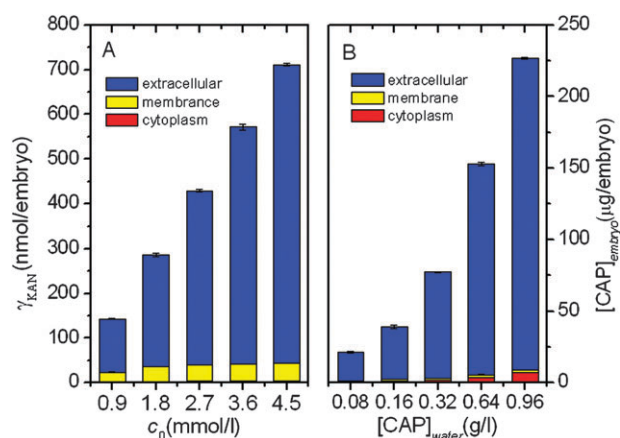 A
extracellular
membrance
cytoplasm
800
700
600
500
400
300
200
100
0
γKAN(nmol/embryo)
0.9 1.8 2.7 3.6 4.5
c0(mmol/l)
B
extracellular
membrane
cytoplasm
250
200
150
100
50
0
[CAP]embryo(μg/embryo)
0.08 0.16 0.32 0.64 0.96
[CAP]water(g/l)